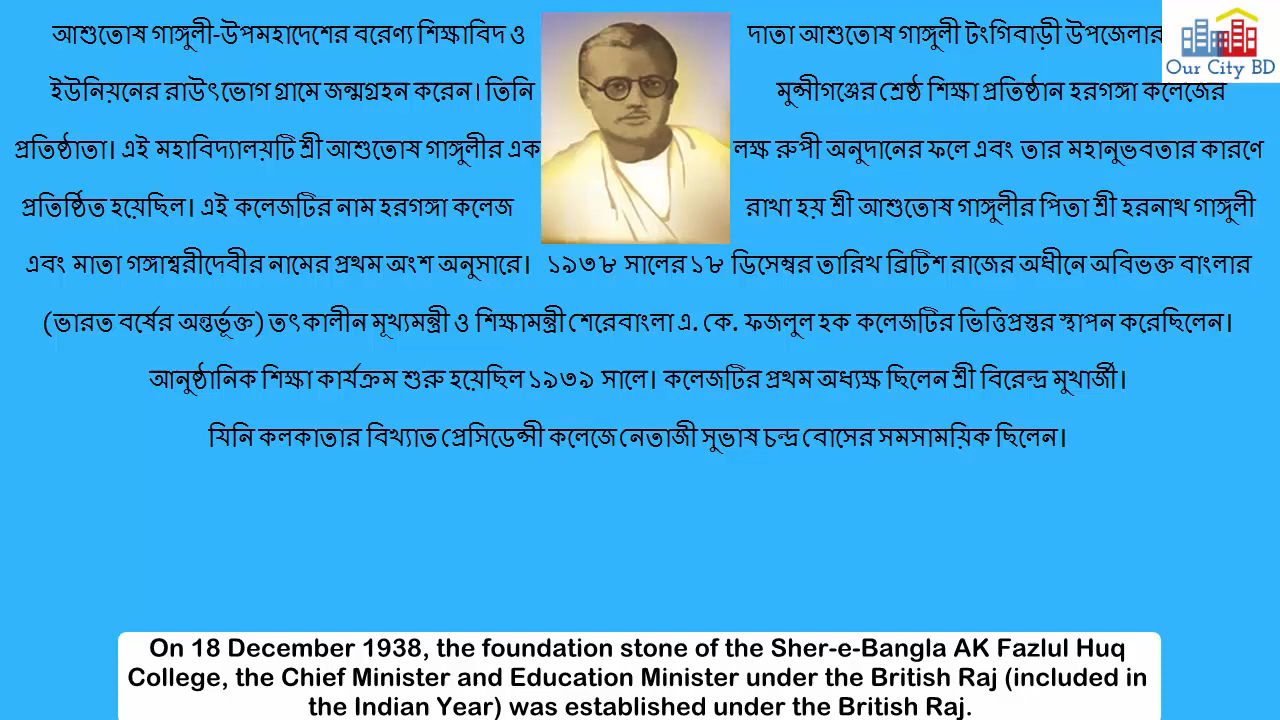 আশুতোষ গাঙ্গুলী-উপমহাদেশের বরেণ্য শিক্ষাবিদ ও দাতা আশুতোষ গাঙ্গুলী টংগিবাড়ী উপজেলার
ইউনিয়নের রাউৎভোগ গ্রামে জন্মগ্রহন করেন। তিনি মুন্সীগঞ্জের শ্রেষ্ঠ শিক্ষা প্রতিষ্ঠান হরগঙ্গা কলেজের
প্রতিষ্ঠাতা। এই মহাবিদ্যালয়টি শ্রী আশুতোষ গাঙ্গুলীর এক লক্ষ রুপী অনুদানের ফলে এবং তার মহানুভবতার কারণে
প্রতিষ্ঠিত হয়েছিল। এই কলেজটির নাম হরগঙ্গা কলেজ রাখা হয় শ্রী আশুতোষ গাঙ্গুলীর পিতা শ্রী হরনাথ গাঙ্গুলী
এবং মাতা গঙ্গাশ্বরীদেবীর নামের প্রথম অংশ অনুসারে। ১৯৩৮ সালের ১৮ ডিসেম্বর তারিখ ব্রিটিশ রাজের অধীনে অবিভক্ত বাংলার
(ভারত বর্ষের অন্তর্ভূক্ত) তৎকালীন মূখ্যমন্ত্রী ও শিক্ষামন্ত্রী শেরেবাংলা এ. কে. ফজলুল হক কলেজটির ভিত্তিপ্রস্তর স্থাপন করেছিলেন।
আনুষ্ঠানিক শিক্ষা কার্যক্রম শুরু হয়েছিল ১৯৩৯ সালে। কলেজটির প্রথম অধ্যক্ষ ছিলেন শ্রী বিরেন্দ্র মুখার্জী।
যিনি কলকাতার বিখ্যাত প্রেসিডেন্সী কলেজে নেতাজী সুভাষ চন্দ্র বোসের সমসাময়িক ছিলেন।
Our City BD
On 18 December 1938, the foundation stone of the Sher-e-Bangla AK Fazlul Huq
College, the Chief Minister and Education Minister under the British Raj (included in
the Indian Year) was established under the British Raj.